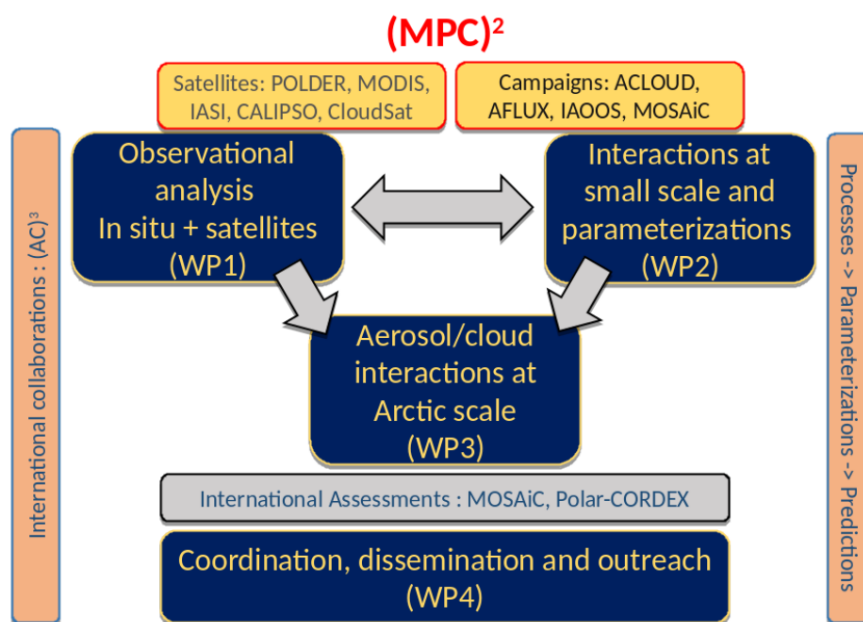 (MPC)²
Satellites: POLDER, MODIS,
IASI, CALIPSO, CloudSat
Campaigns: ACLOUD,
AFLUX, IAOOS, MOSAiC
International collaborations : (AC)³
Observational
analysis
In situ + satellites
(WP1)
Interactions at
small scale and
parameterizations
(WP2)
Processes -> Parameterizations -> Predictions
Aerosol/cloud
interactions at
Arctic scale
(WP3)
International Assessments : MOSAiC, Polar-CORDEX
Coordination, dissemination and outreach
(WP4)